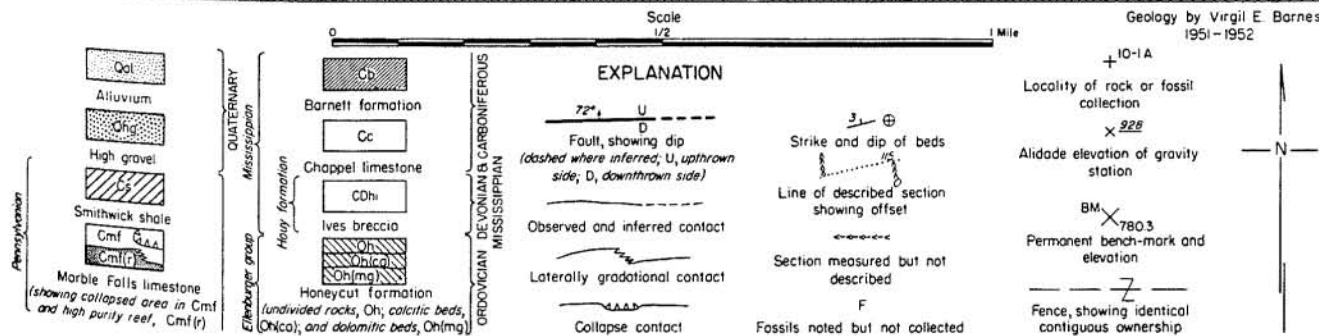 Scale
0 1/2 1 Mile
Geology by Virgil E. Barnes
1951-1952
EXPLANATION
Qal
Alluvium
Qhg
High gravel
QUATERNARY
Cs
Smithwick shale
Cmf
Cmf(r)
Marble Falls limestone
(showing collapsed area in Cmf
and high purity reef, Cmf(r)
Pennsylvanian
Cb
Barnett formation
Cc
Chappel limestone
Mississippian
CDhi
Ives breccia
Houy formation
Oh
Oh(ca)
Oh(mg)
Honeycut formation
(undivided rocks, Oh; calcitic beds,
Oh(ca); and dolomitic beds, Oh(mg)
Ellenburger group
CARBONIFEROUS
DEVONIAN &
MISSISSIPPIAN
ORDOVICIAN
72° U
D
Fault, showing dip
(dashed where inferred; U, upthrown
side; D, downthrown side)
Observed and inferred contact
Laterally gradational contact
Collapse contact
3
Strike and dip of beds
115
Line of described section
showing offset
Section measured but not
described
F
Fossils noted but not collected
10-1A
Locality of rock or fossil
collection
928
Alidade elevation of gravity
station
BM
780.3
Permanent bench-mark and
elevation
Fence, showing identical
contiguous ownership
N